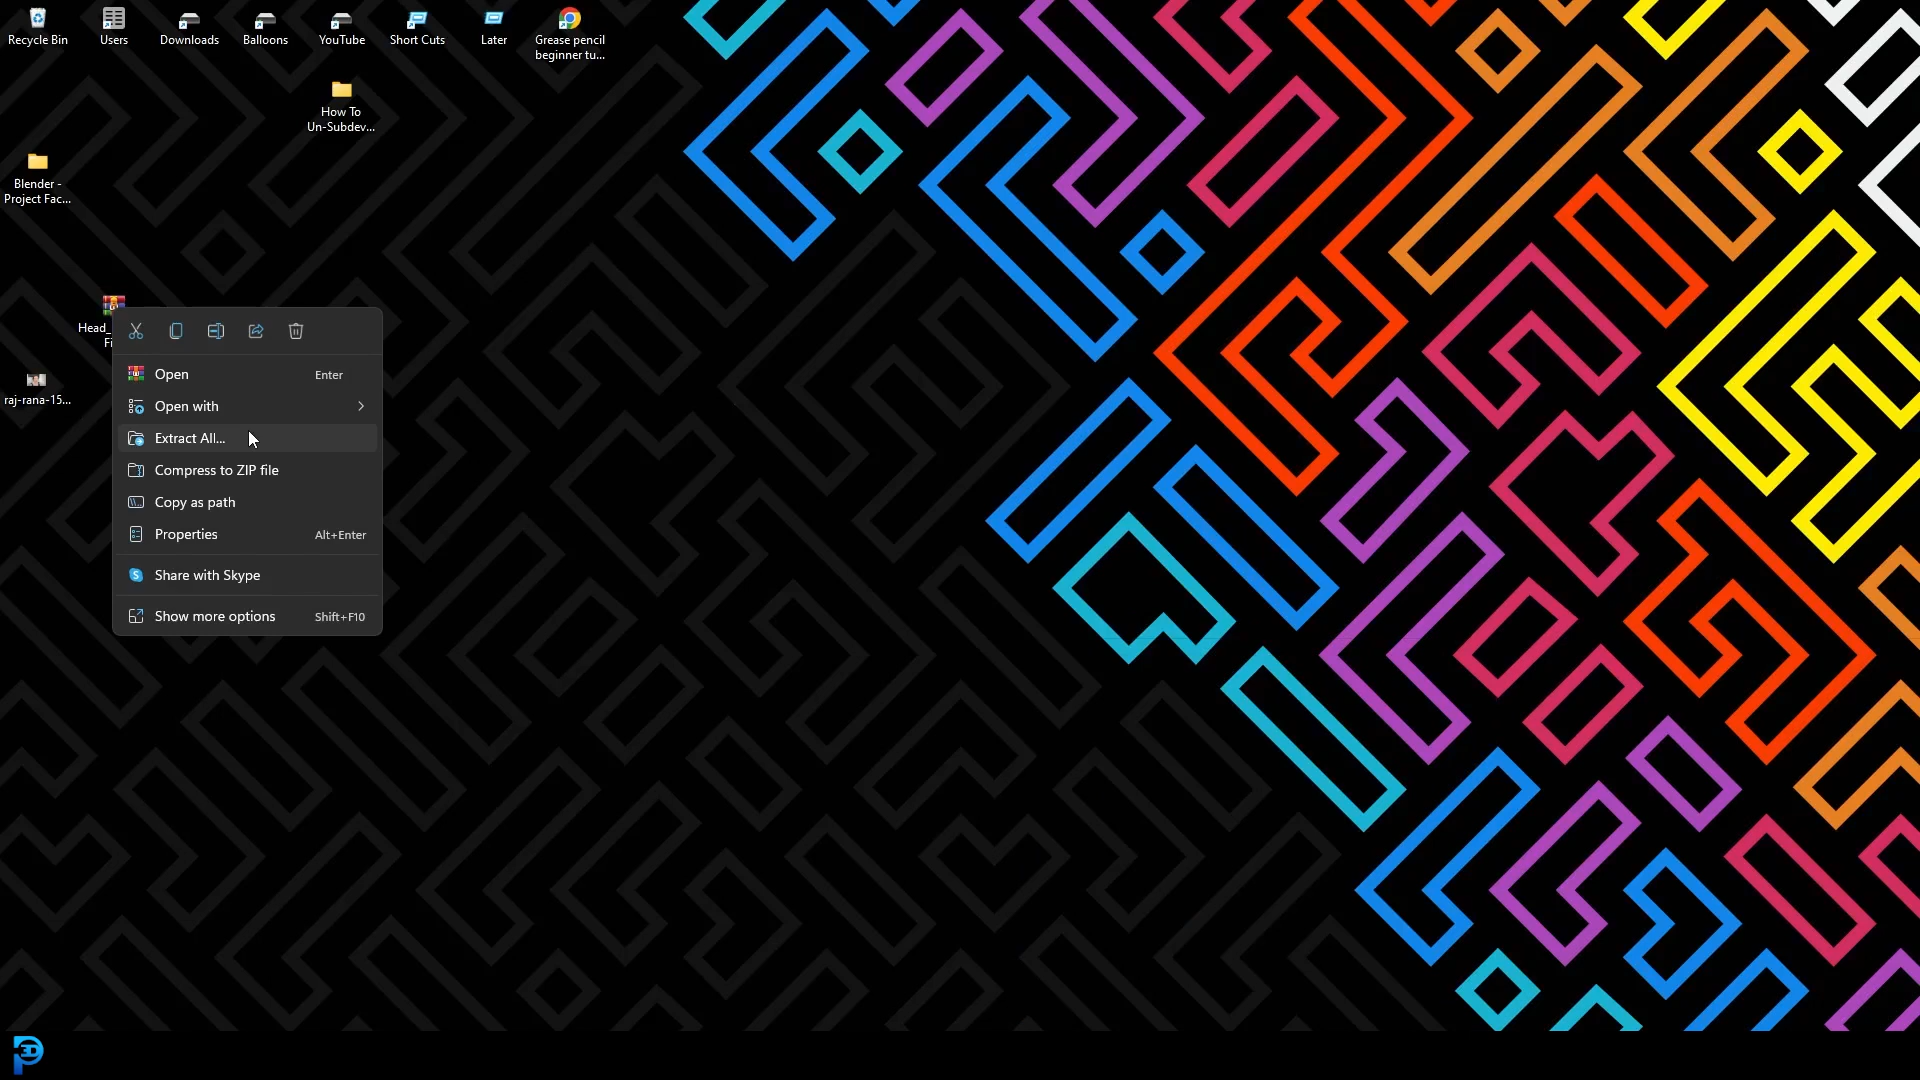 Recycle Bin
Users
Downloads
Balloons
YouTube
Short Cuts
Later
Grease pencil
beginner tu...
How To
Un-Subdev...
Blender -
Project Fac...
Head_
Fi
raj-rana-15...
Open Enter
Open with
Extract All...
Compress to ZIP file
Copy as path
Properties Alt+Enter
Share with Skype
Show more options Shift+F10
P3D